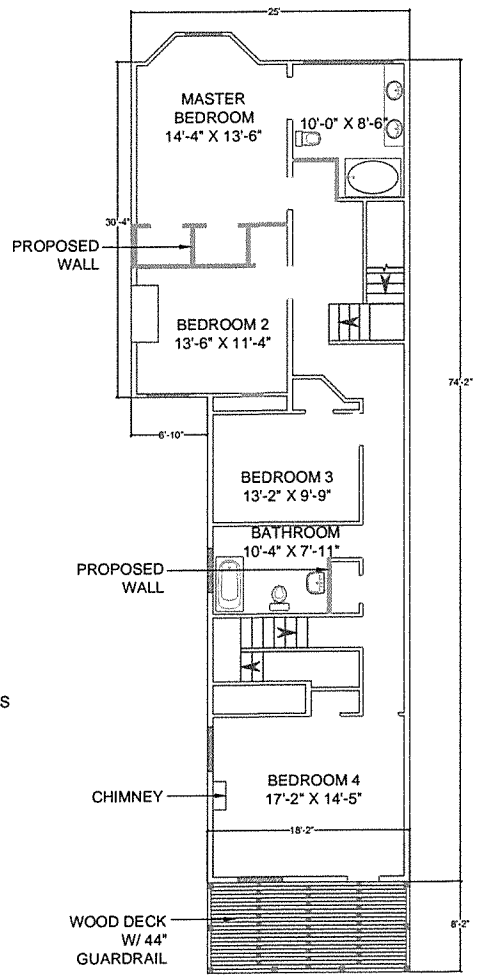 25'
MASTER
BEDROOM
14'-4" X 13'-6"
10'-0" X 8'-6"
30'-4"
PROPOSED
WALL
BEDROOM 2
13'-6" X 11'-4"
74'-2"
6'-10"
BEDROOM 3
13'-2" X 9'-9"
BATHROOM
10'-4" X 7'-11"
PROPOSED
WALL
S
BEDROOM 4
17'-2" X 14'-5"
CHIMNEY
18'-2"
WOOD DECK
W/ 44"
GUARDRAIL
8'-2"